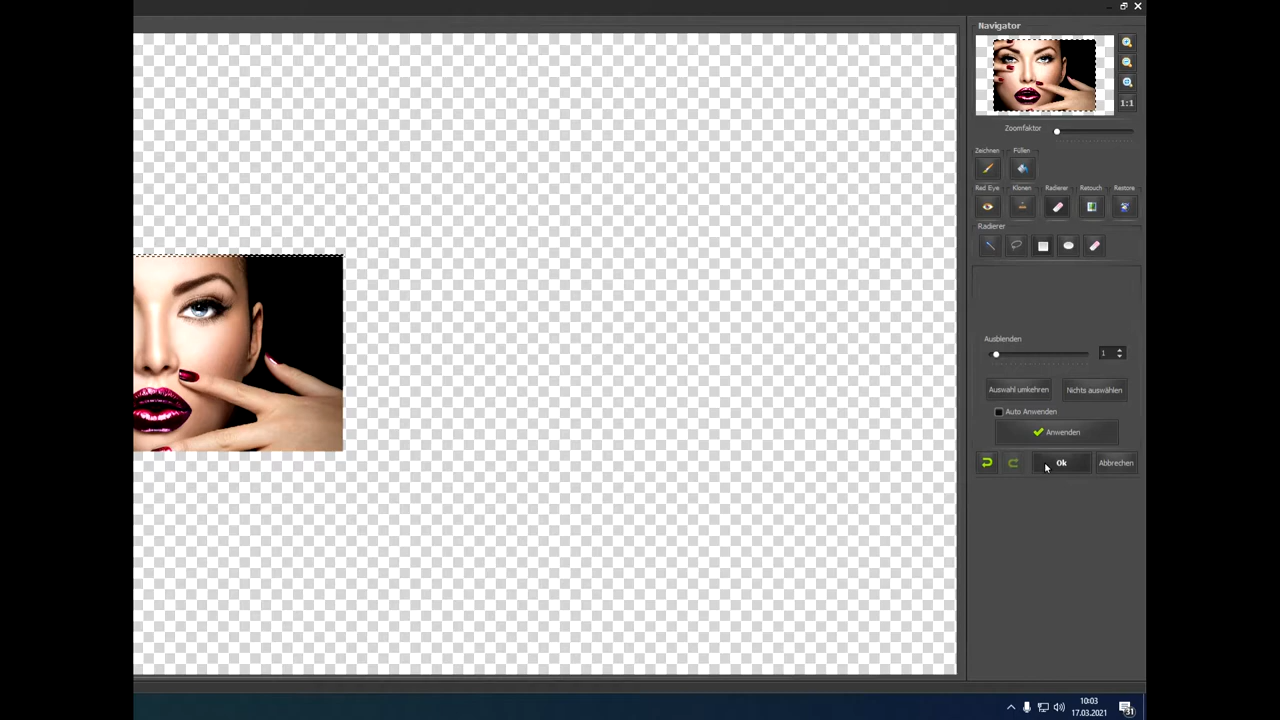 Navigator
1:1
Zoomfaktor
Zeichnen Füllen
Red Eye Klonen Radierer Retouch Restore
Radierer
Ausblenden
1
Auswahl umkehren Nichts auswählen
Auto Anwenden
Anwenden
Ok Abbrechen
10:03
17.03.2021
31